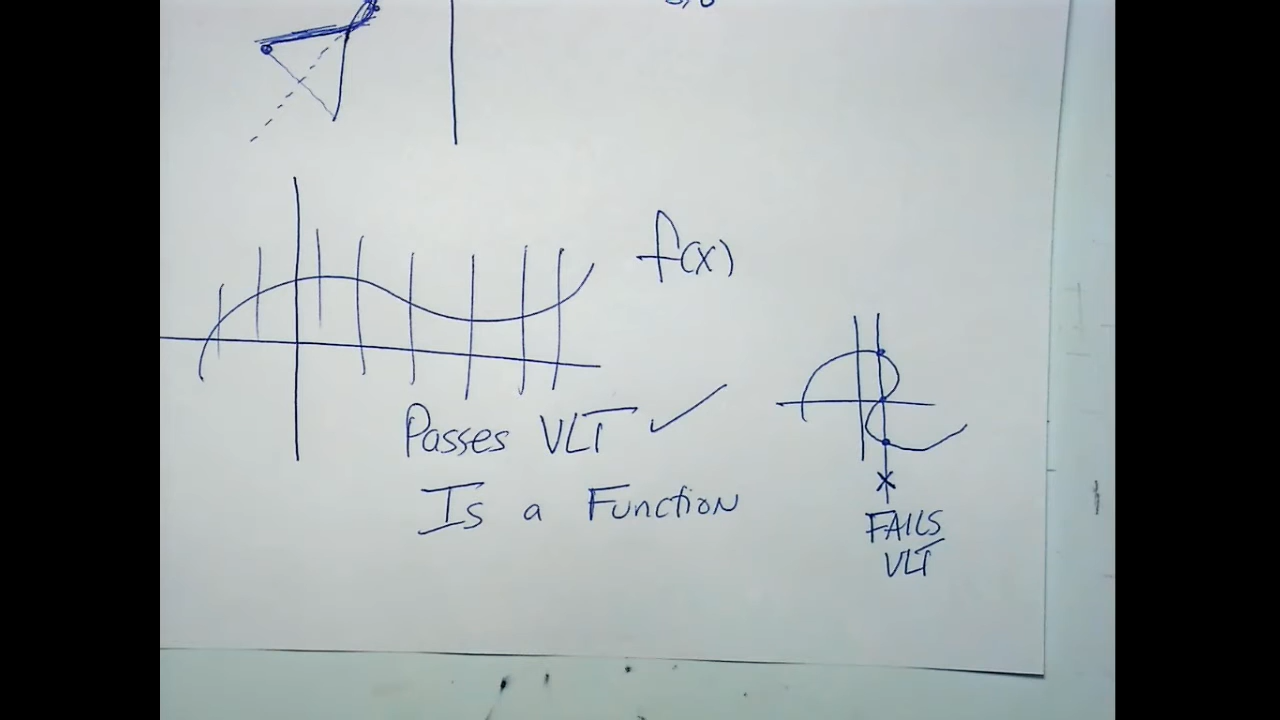 f(x)
Passes VLT ✓
Is a Function
FAILS
VLT